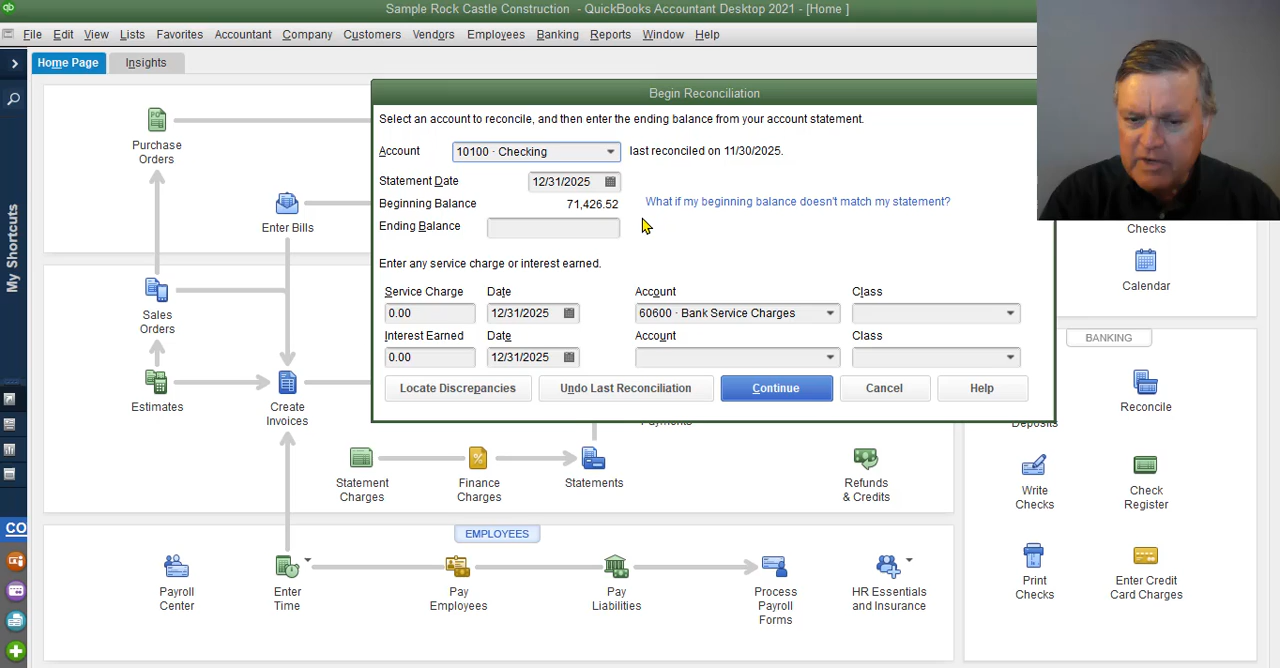 Sample Rock Castle Construction - QuickBooks Accountant Desktop 2021 - [Home ]
File Edit View Lists Favorites Accountant Company Customers Vendors Employees Banking Reports Window Help
Home Page Insights
Begin Reconciliation
Select an account to reconcile, and then enter the ending balance from your account statement.
Account 10100 · Checking last reconciled on 11/30/2025.
Statement Date 12/31/2025
Beginning Balance 71,426.52 What if my beginning balance doesn't match my statement?
Ending Balance
Enter any service charge or interest earned.
Service Charge Date Account Class
0.00 12/31/2025 60600 · Bank Service Charges
Interest Earned Date Account Class
0.00 12/31/2025
Locate Discrepancies Undo Last Reconciliation Continue Cancel Help
My Shortcuts
CO
Purchase
Orders
Enter Bills
Sales
Orders
Estimates
Create
Invoices
Statement
Charges
Finance
Charges
Statements
Payments
Refunds
& Credits
EMPLOYEES
Payroll
Center
Enter
Time
Pay
Employees
Pay
Liabilities
Process
Payroll
Forms
HR Essentials
and Insurance
Checks
Calendar
BANKING
Deposits
Reconcile
Write
Checks
Check
Register
Print
Checks
Enter Credit
Card Charges